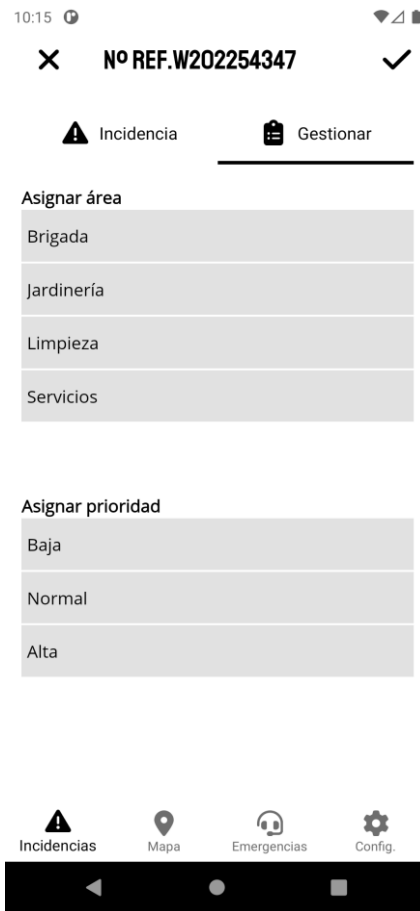 10:15
Nº REF.W202254347
Incidencia
Gestionar
Asignar área
Brigada
Jardinería
Limpieza
Servicios
Asignar prioridad
Baja
Normal
Alta
Incidencias
Mapa
Emergencias
Config.